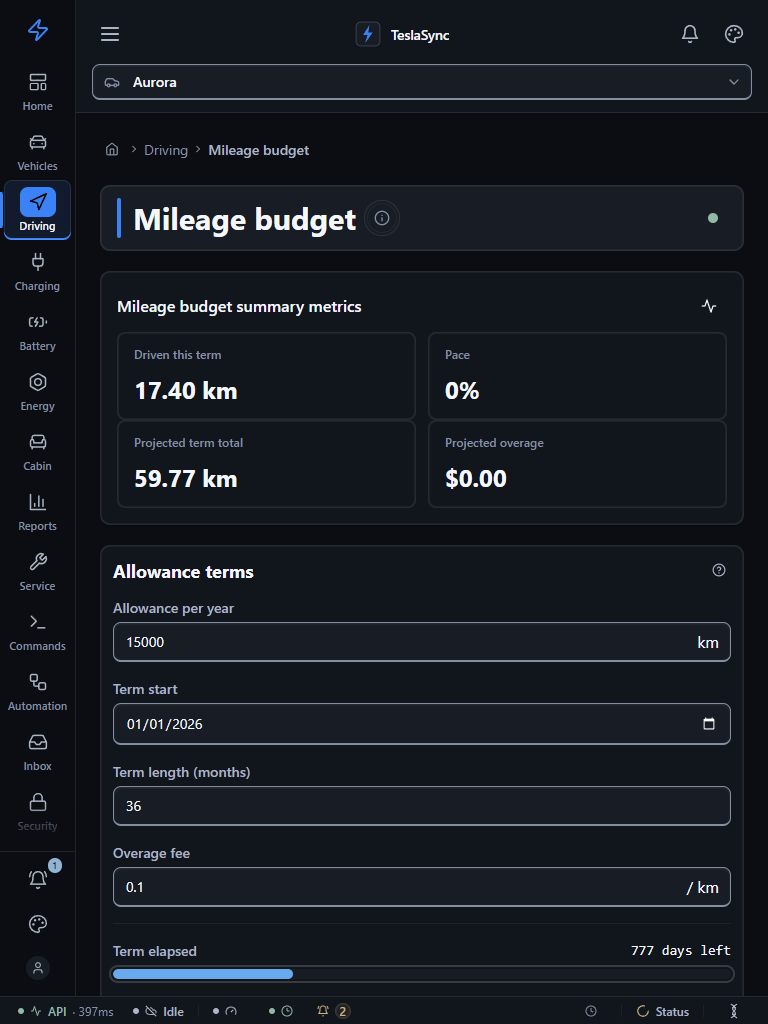 TeslaSync
Aurora
Home
Vehicles
Driving
Charging
Battery
Energy
Cabin
Reports
Service
Commands
Automation
Inbox
Security
1
Driving
Mileage budget
Mileage budget
Mileage budget summary metrics
Driven this term
17.40 km
Pace
0%
Projected term total
59.77 km
Projected overage
$0.00
Allowance terms
Allowance per year
15000 km
Term start
01/01/2026
Term length (months)
36
Overage fee
0.1 / km
Term elapsed 777 days left
API · 397ms Idle 2 Status